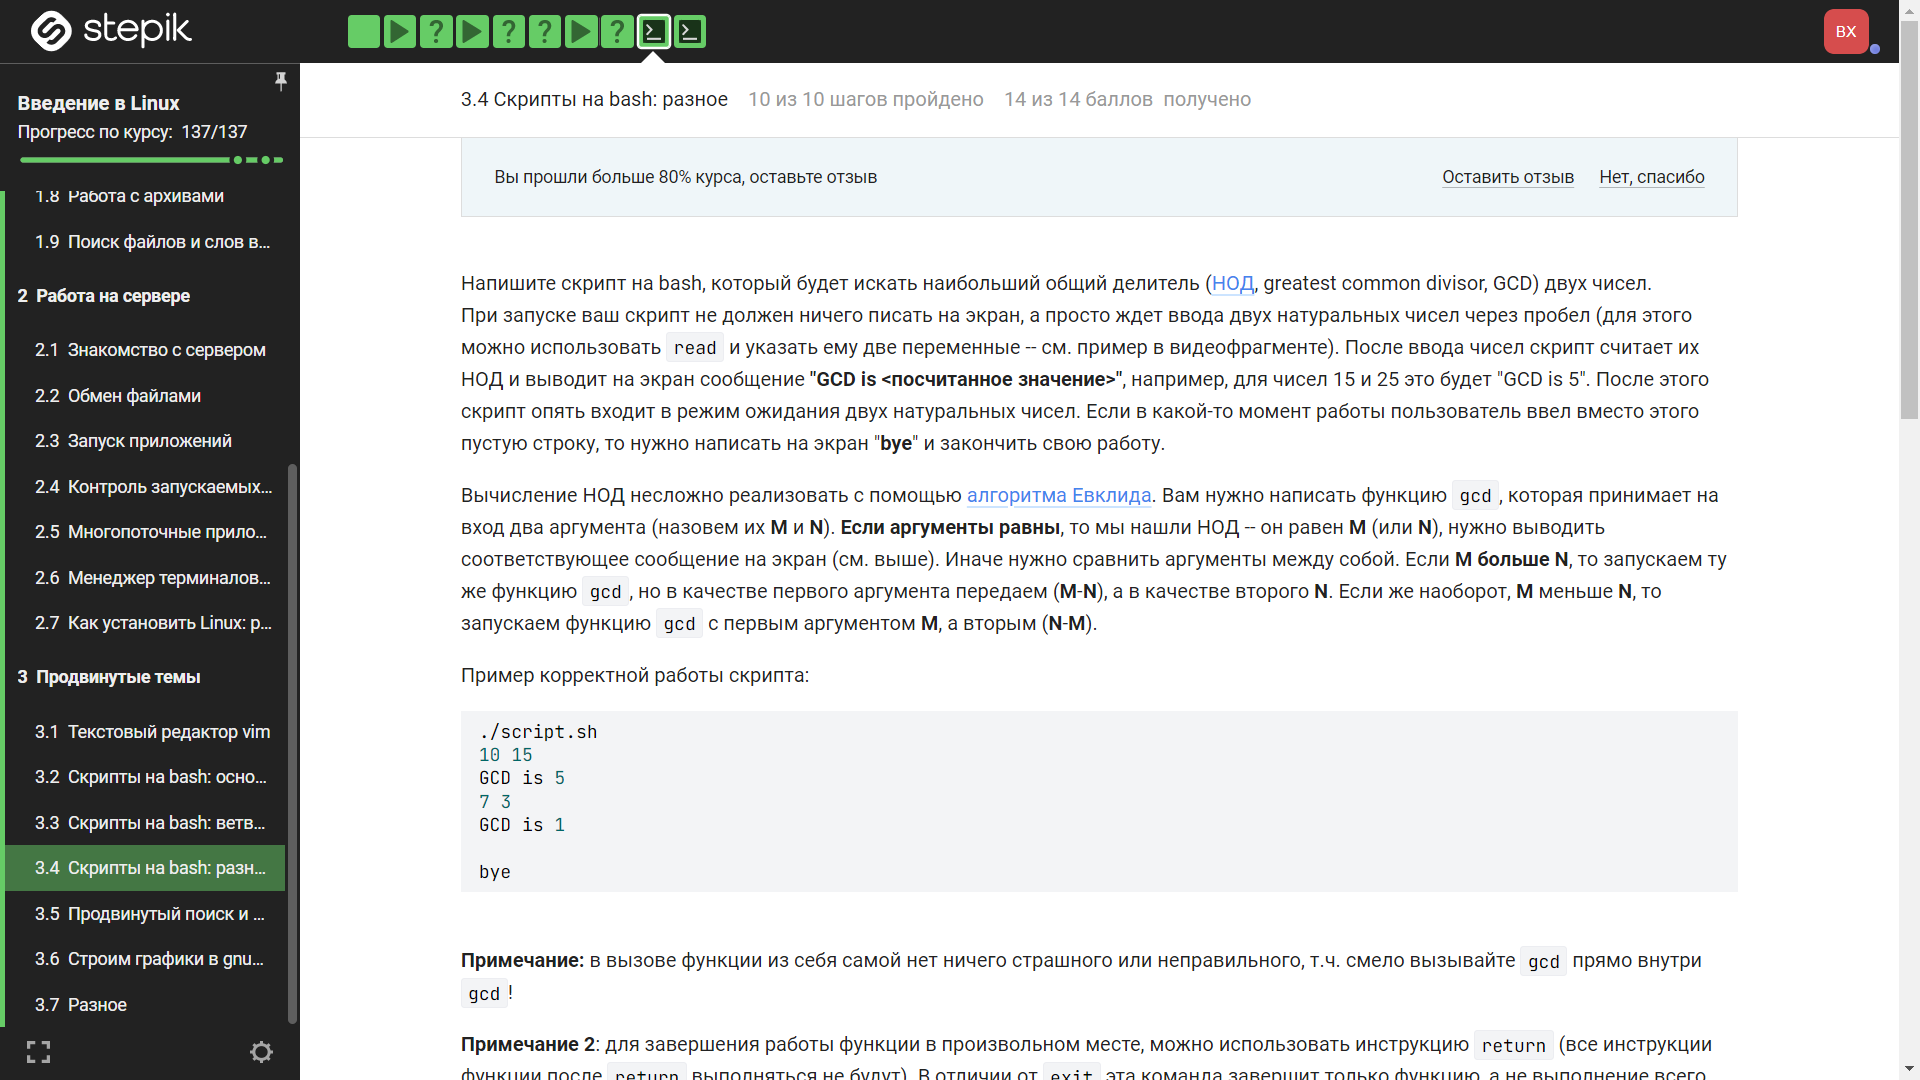 stepik
BX
Введение в Linux
Прогресс по курсу: 137/137
1.8 Работа с архивами
1.9 Поиск файлов и слов в...
2 Работа на сервере
2.1 Знакомство с сервером
2.2 Обмен файлами
2.3 Запуск приложений
2.4 Контроль запускаемых...
2.5 Многопоточные прило...
2.6 Менеджер терминалов...
2.7 Как установить Linux: р...
3 Продвинутые темы
3.1 Текстовый редактор vim
3.2 Скрипты на bash: осно...
3.3 Скрипты на bash: ветв...
3.4 Скрипты на bash: разн...
3.5 Продвинутый поиск и ...
3.6 Строим графики в gnu...
3.7 Разное
3.4 Скрипты на bash: разное 10 из 10 шагов пройдено 14 из 14 баллов получено
Вы прошли больше 80% курса, оставьте отзыв Оставить отзыв Нет, спасибо
Напишите скрипт на bash, который будет искать наибольший общий делитель (НОД, greatest common divisor, GCD) двух чисел.
При запуске ваш скрипт не должен ничего писать на экран, а просто ждет ввода двух натуральных чисел через пробел (для этого
можно использовать read и указать ему две переменные -- см. пример в видеофрагменте). После ввода чисел скрипт считает их
НОД и выводит на экран сообщение "GCD is <посчитанное значение>", например, для чисел 15 и 25 это будет "GCD is 5". После этого
скрипт опять входит в режим ожидания двух натуральных чисел. Если в какой-то момент работы пользователь ввел вместо этого
пустую строку, то нужно написать на экран "bye" и закончить свою работу.
Вычисление НОД несложно реализовать с помощью алгоритма Евклида. Вам нужно написать функцию gcd, которая принимает на
вход два аргумента (назовем их M и N). Если аргументы равны, то мы нашли НОД -- он равен M (или N), нужно выводить
соответствующее сообщение на экран (см. выше). Иначе нужно сравнить аргументы между собой. Если M больше N, то запускаем ту
же функцию gcd, но в качестве первого аргумента передаем (M-N), а в качестве второго N. Если же наоборот, M меньше N, то
запускаем функцию gcd с первым аргументом M, а вторым (N-M).
Пример корректной работы скрипта:
./script.sh
10 15
GCD is 5
7 3
GCD is 1
bye
Примечание: в вызове функции из себя самой нет ничего страшного или неправильного, т.ч. смело вызывайте gcd прямо внутри
gcd!
Примечание 2: для завершения работы функции в произвольном месте, можно использовать инструкцию return (все инструкции
функции после return выполняться не будут). В отличии от exit эта команда завершит только функцию, а не выполнение всего